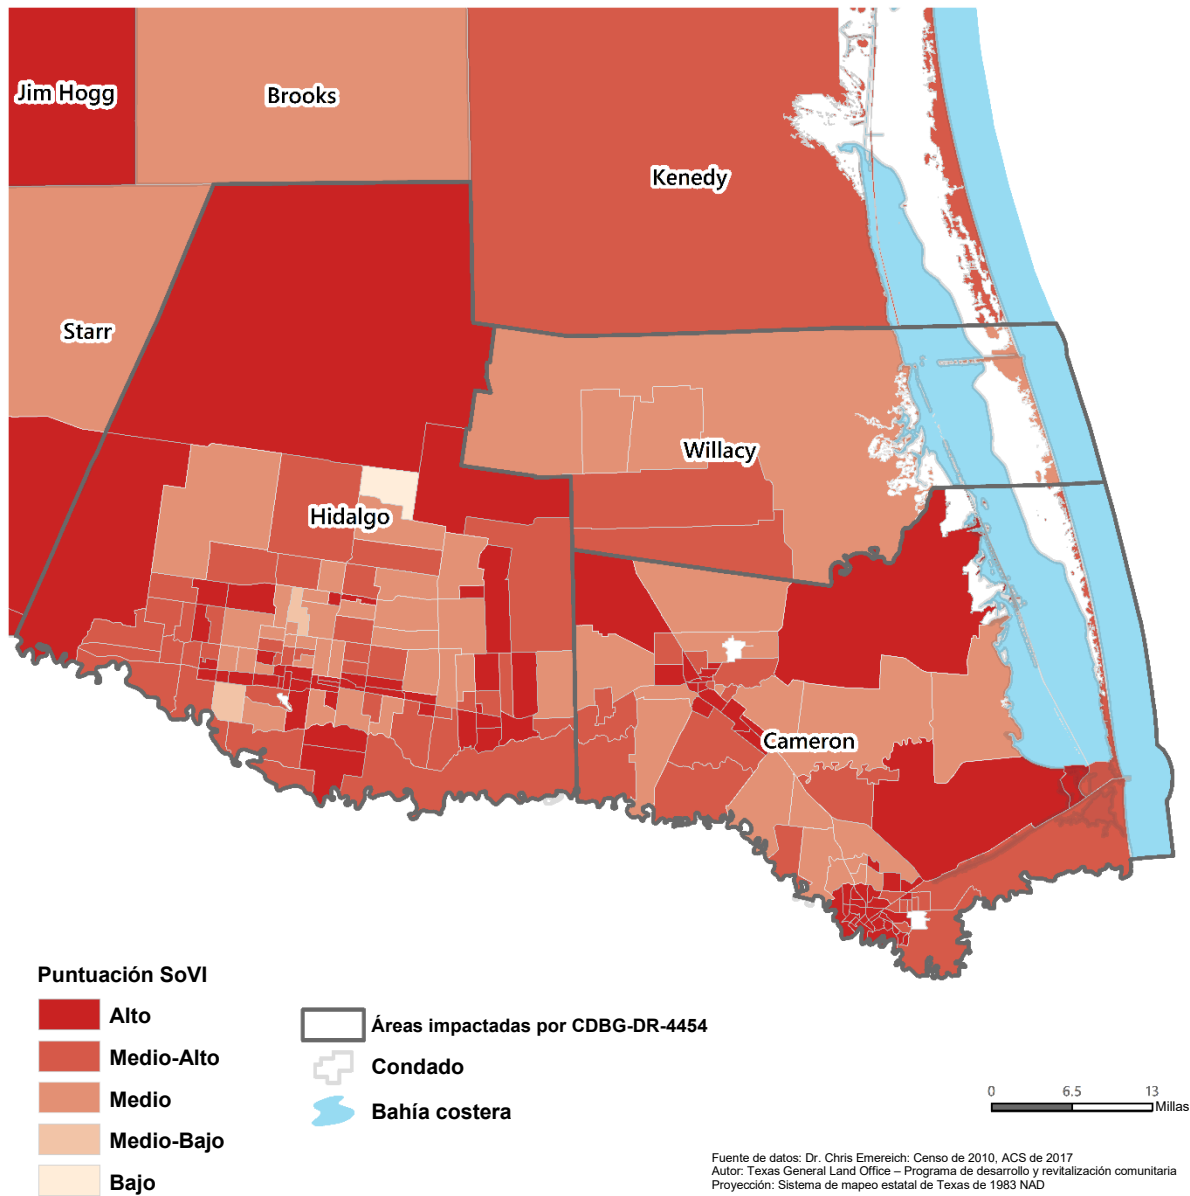 Jim Hogg
Brooks
Kenedy
Starr
Willacy
Hidalgo
Cameron
Puntuación SoVI
Alto
Medio-Alto
Medio
Medio-Bajo
Bajo
Áreas impactadas por CDBG-DR-4454
Condado
Bahía costera
0 6.5 13
Millas
Fuente de datos: Dr. Chris Emereich: Censo de 2010, ACS de 2017
Autor: Texas General Land Office – Programa de desarrollo y revitalización comunitaria
Proyección: Sistema de mapeo estatal de Texas de 1983 NAD